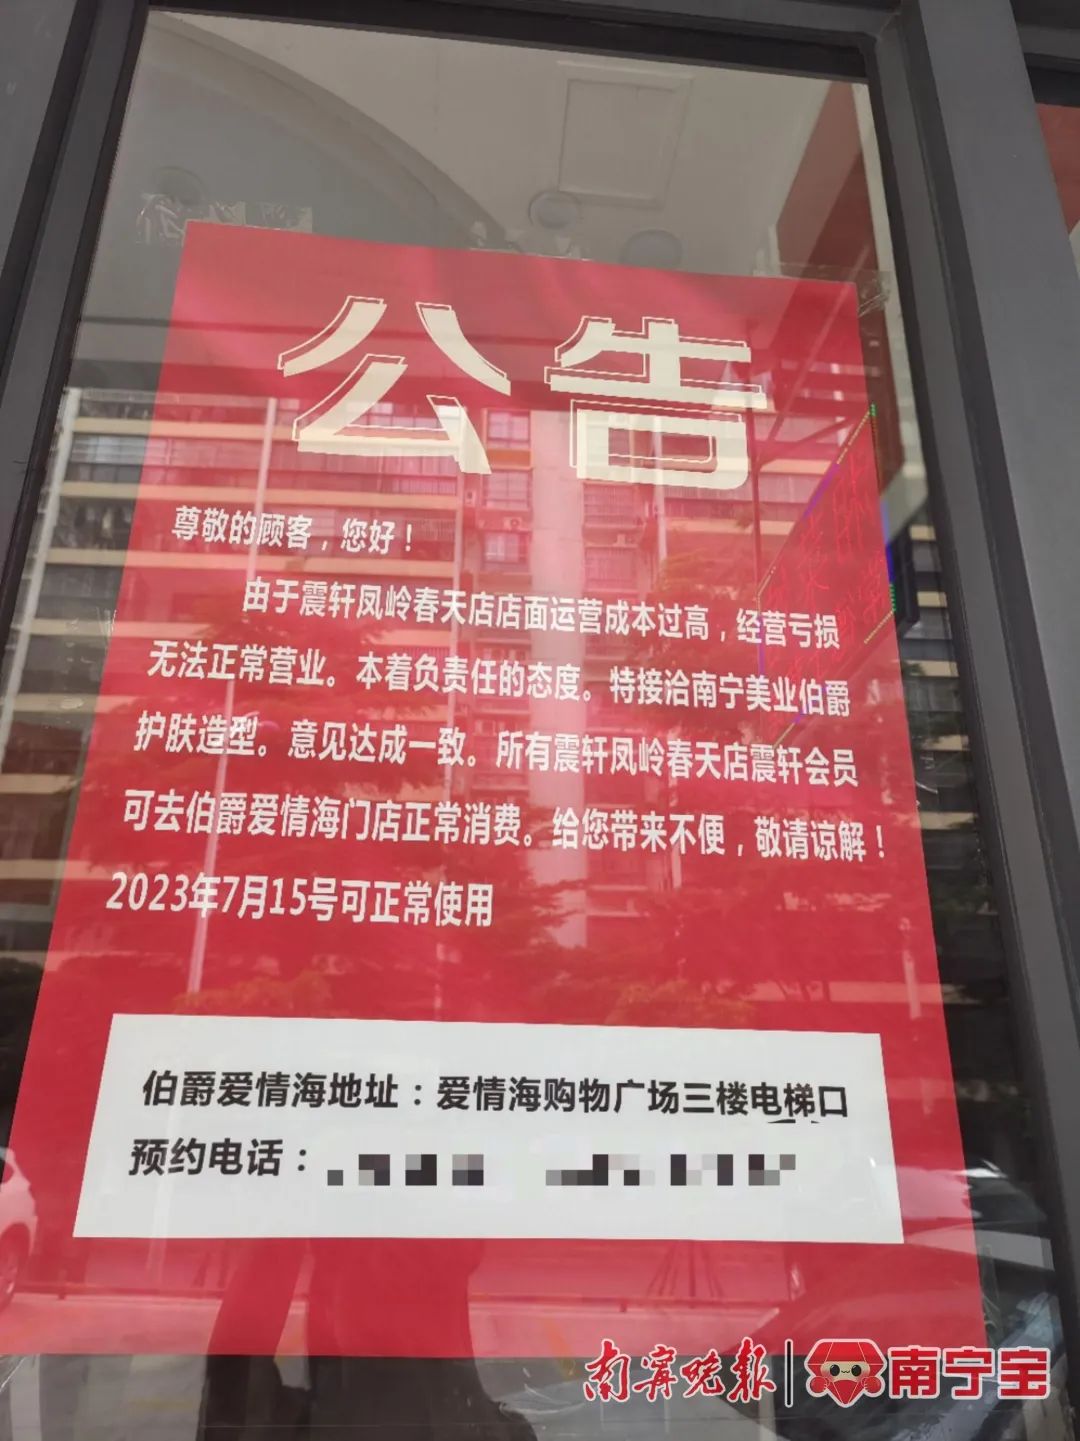 公告
尊敬的顾客，您好！
由于震轩凤岭春天店店面运营成本过高，经营亏损
无法正常营业。本着负责任的态度。特接洽南宁美业伯爵
护肤造型。意见达成一致。所有震轩凤岭春天店震轩会员
可去伯爵爱情海门店正常消费。给您带来不便，敬请谅解！
2023年7月15号可正常使用
伯爵爱情海地址：爱情海购物广场三楼电梯口
预约电话：
南宁晚报 南宁宝